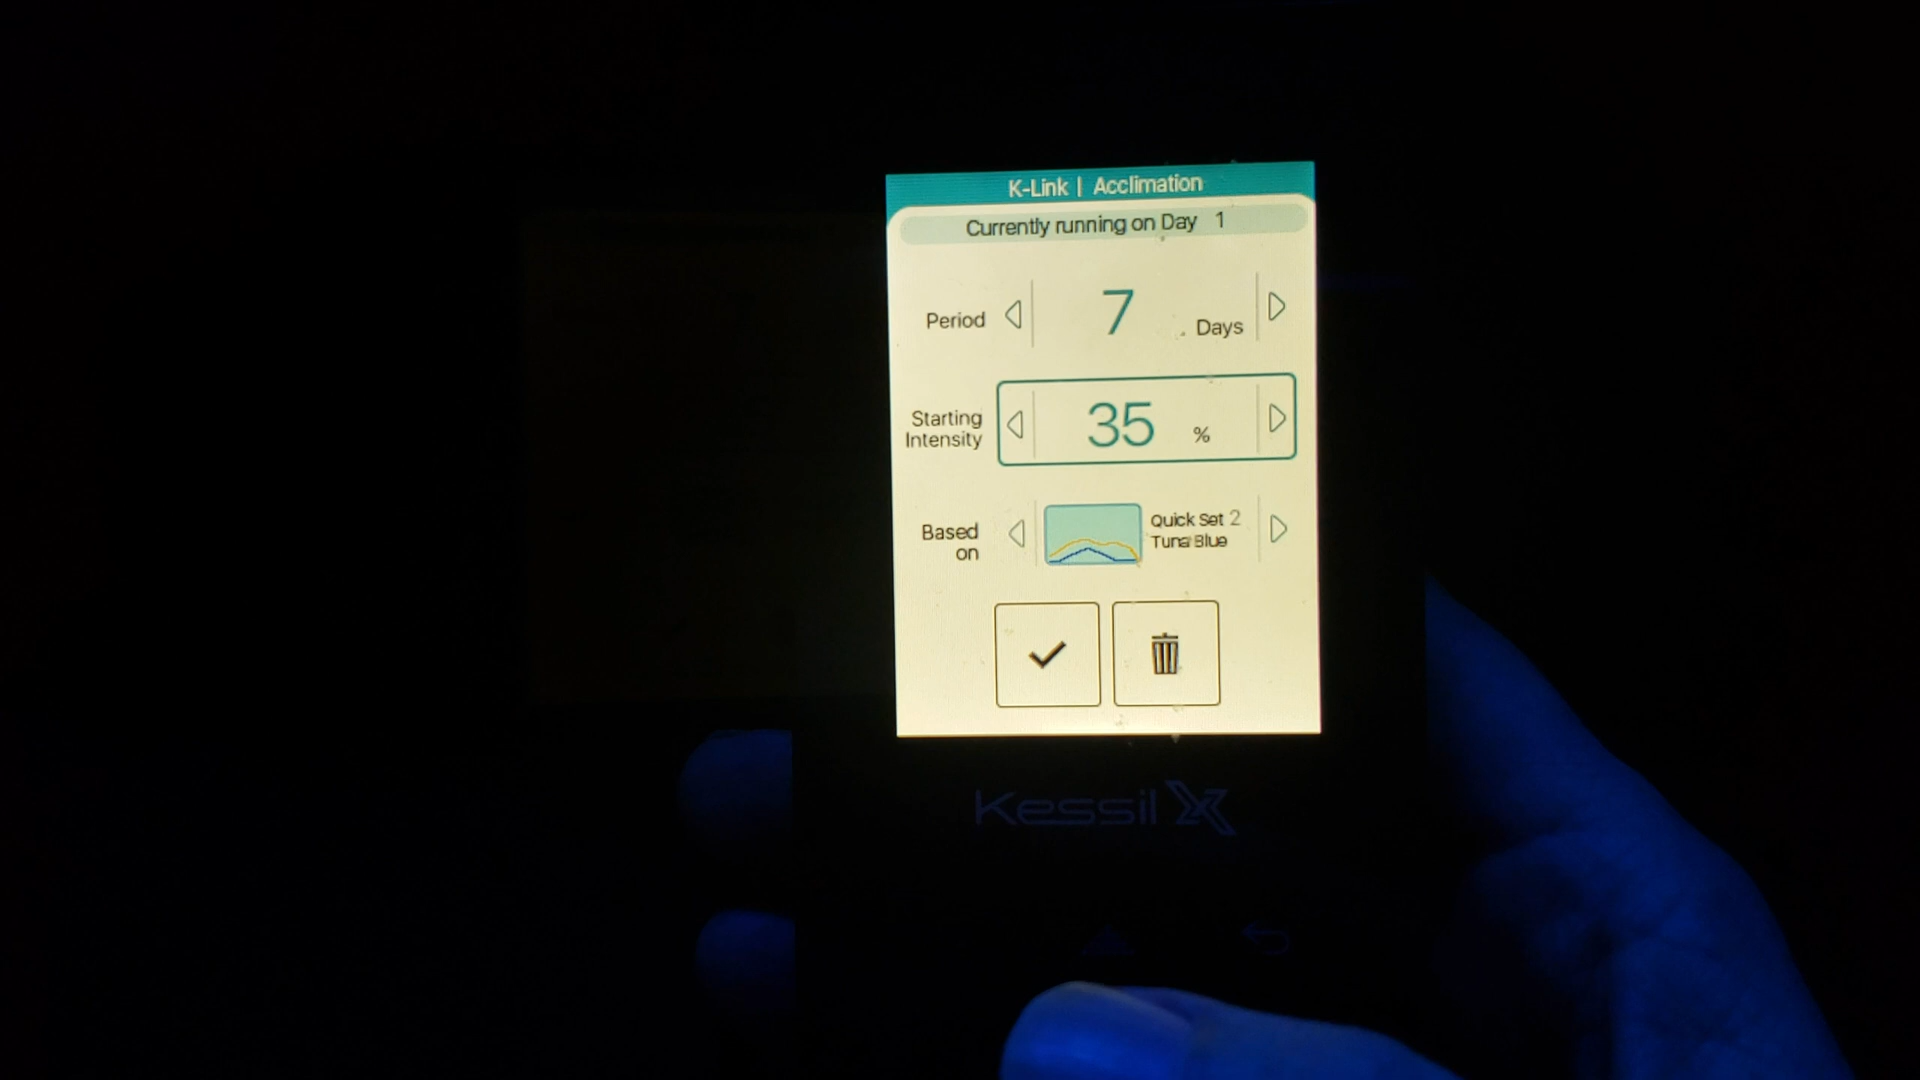 K-Link | Acclimation
Currently running on Day 1
Period 7 Days
Starting Intensity 35 %
Based on Quick Set 2 Tuna Blue
Kessil X